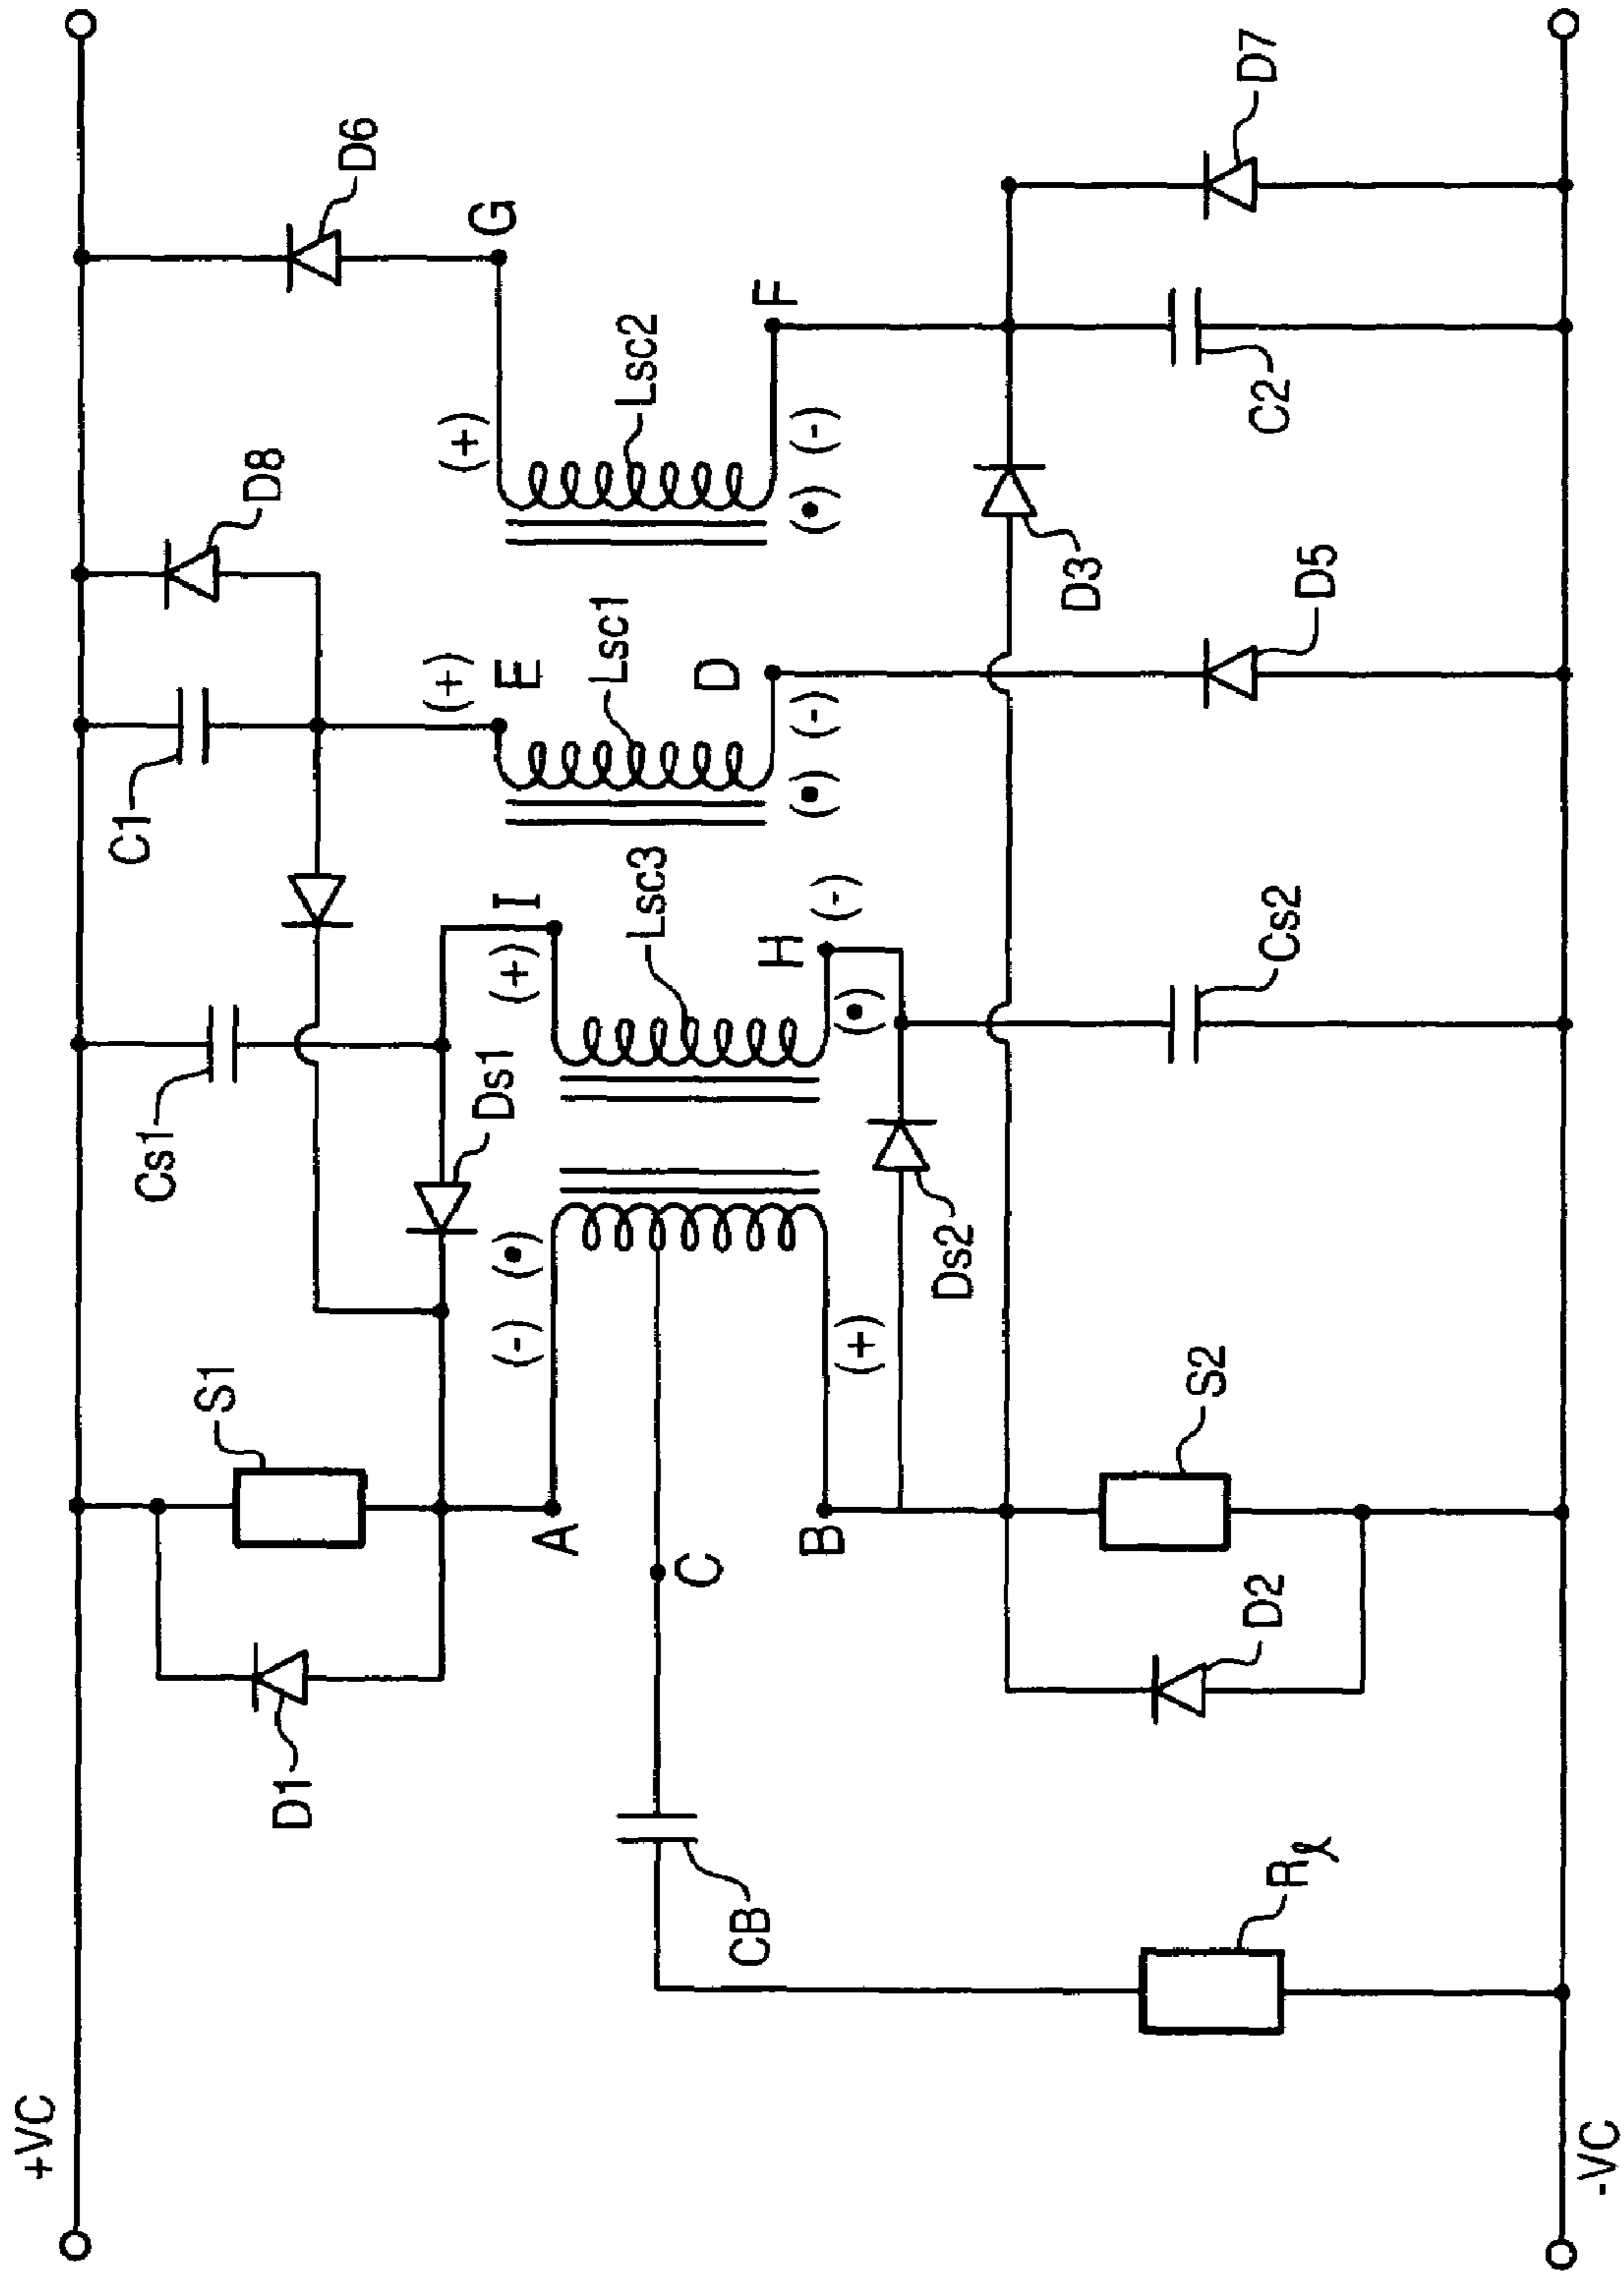 +VC
D6
G
D8
(+)
Lsc2
F
(-)
(•)
D7
C2
C1
(+)
E
Lsc1
D
(-)
(•)
D3
D5
Cs1
I
(+)
Lsc3
H
(-)
(•)
Cs2
Ds1
Ds2
S1
(-)
(•)
(+)
A
B
C
S2
D1
D2
CB
Rℓ
-VC